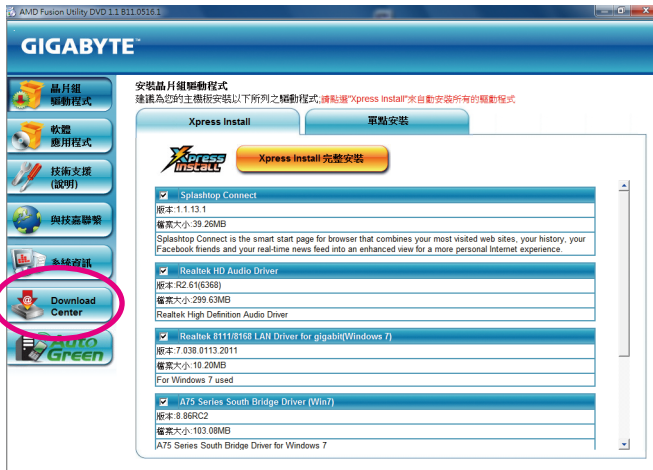 AMD Fusion Utility DVD 1.1 B11.0516.1
GIGABYTE™
晶片組
驅動程式
軟體
應用程式
技術支援
(說明)
與技嘉聯繫
系統資訊
Download
Center
Auto
Green
安裝晶片組驅動程式
建議為您的主機板安裝以下所列之驅動程式;請點選"Xpress Install"來自動安裝所有的驅動程式
Xpress Install
單點安裝
Xpress
INSTALL
Xpress Install 完整安裝
Splashtop Connect
版本:1.1.13.1
檔案大小:39.26MB
Splashtop Connect is the smart start page for browser that combines your most visited web sites, your history, your
Facebook friends and your real-time news feed into an enhanced view for a more personal Internet experience.
Realtek HD Audio Driver
版本:R2.61(6368)
檔案大小:299.63MB
Realtek High Definition Audio Driver
Realtek 8111/8168 LAN Driver for gigabit(Windows 7)
版本:7.038.0113.2011
檔案大小:10.20MB
For Windows 7 used
A75 Series South Bridge Driver (Win7)
版本:8.86RC2
檔案大小:103.08MB
A75 Series South Bridge Driver for Windows 7